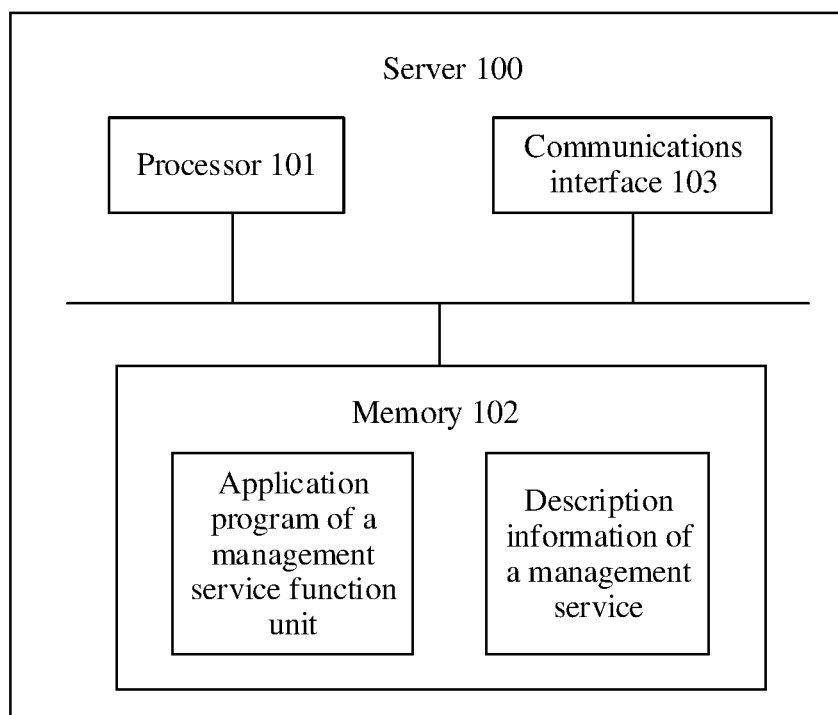 Server 100
Processor 101
Communications
interface 103
Memory 102
Application
program of a
management
service function
unit
Description
information of
a management
service